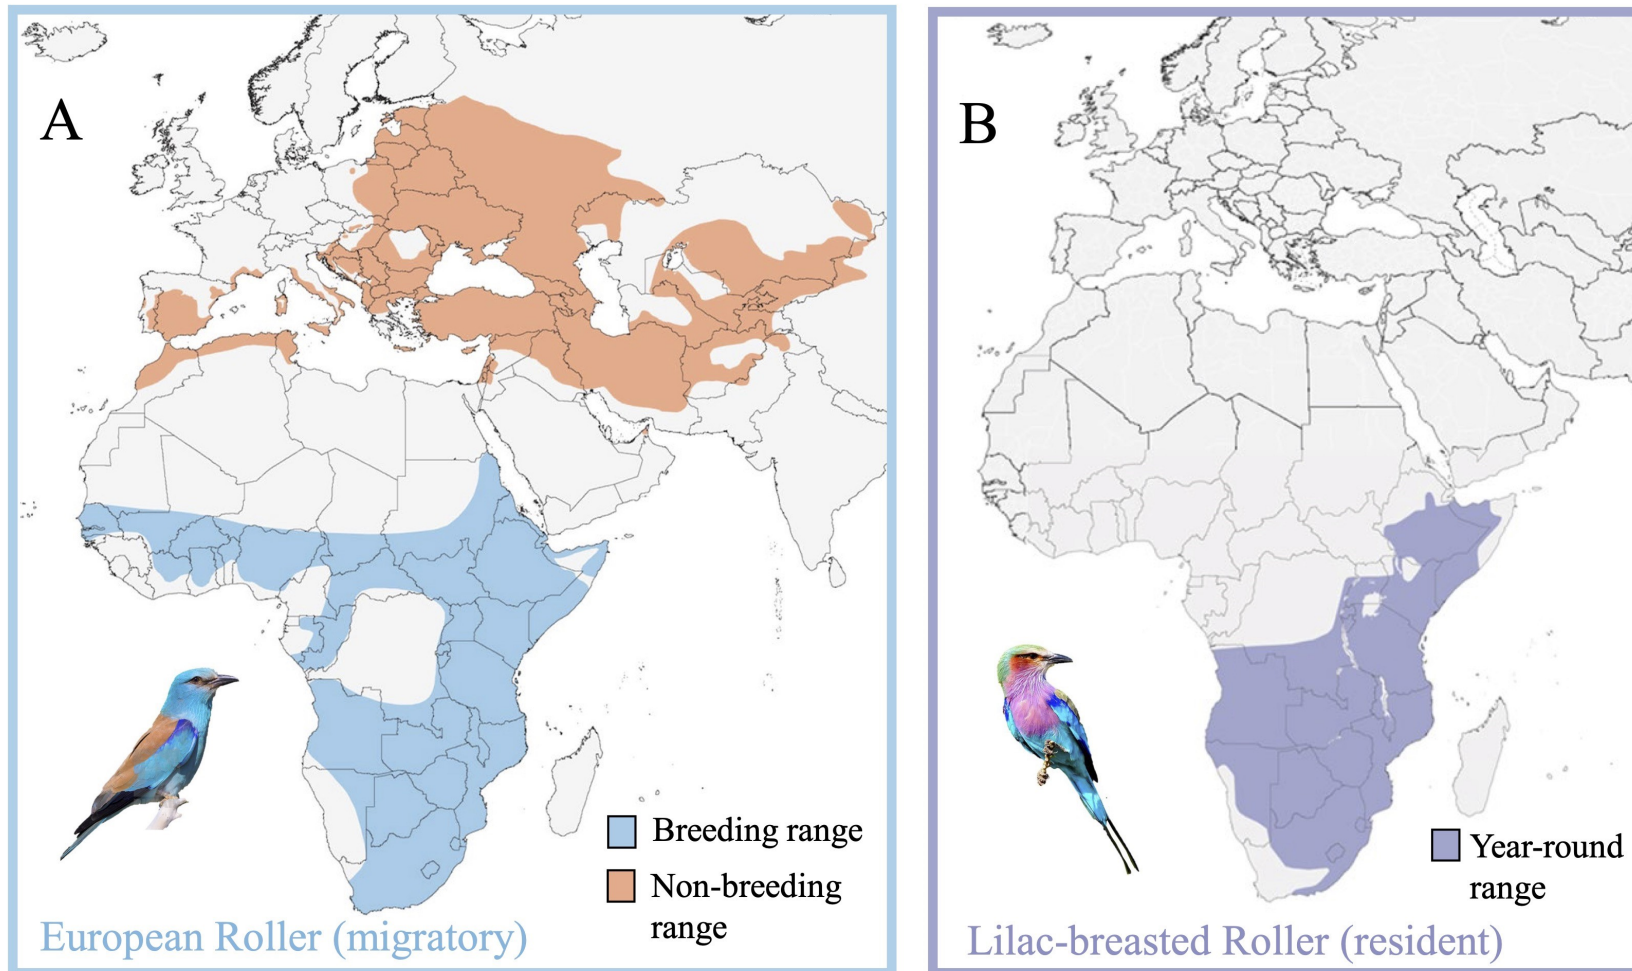 A
Breeding range
Non-breeding
range
European Roller (migratory)
B
Year-round
range
Lilac-breasted Roller (resident)